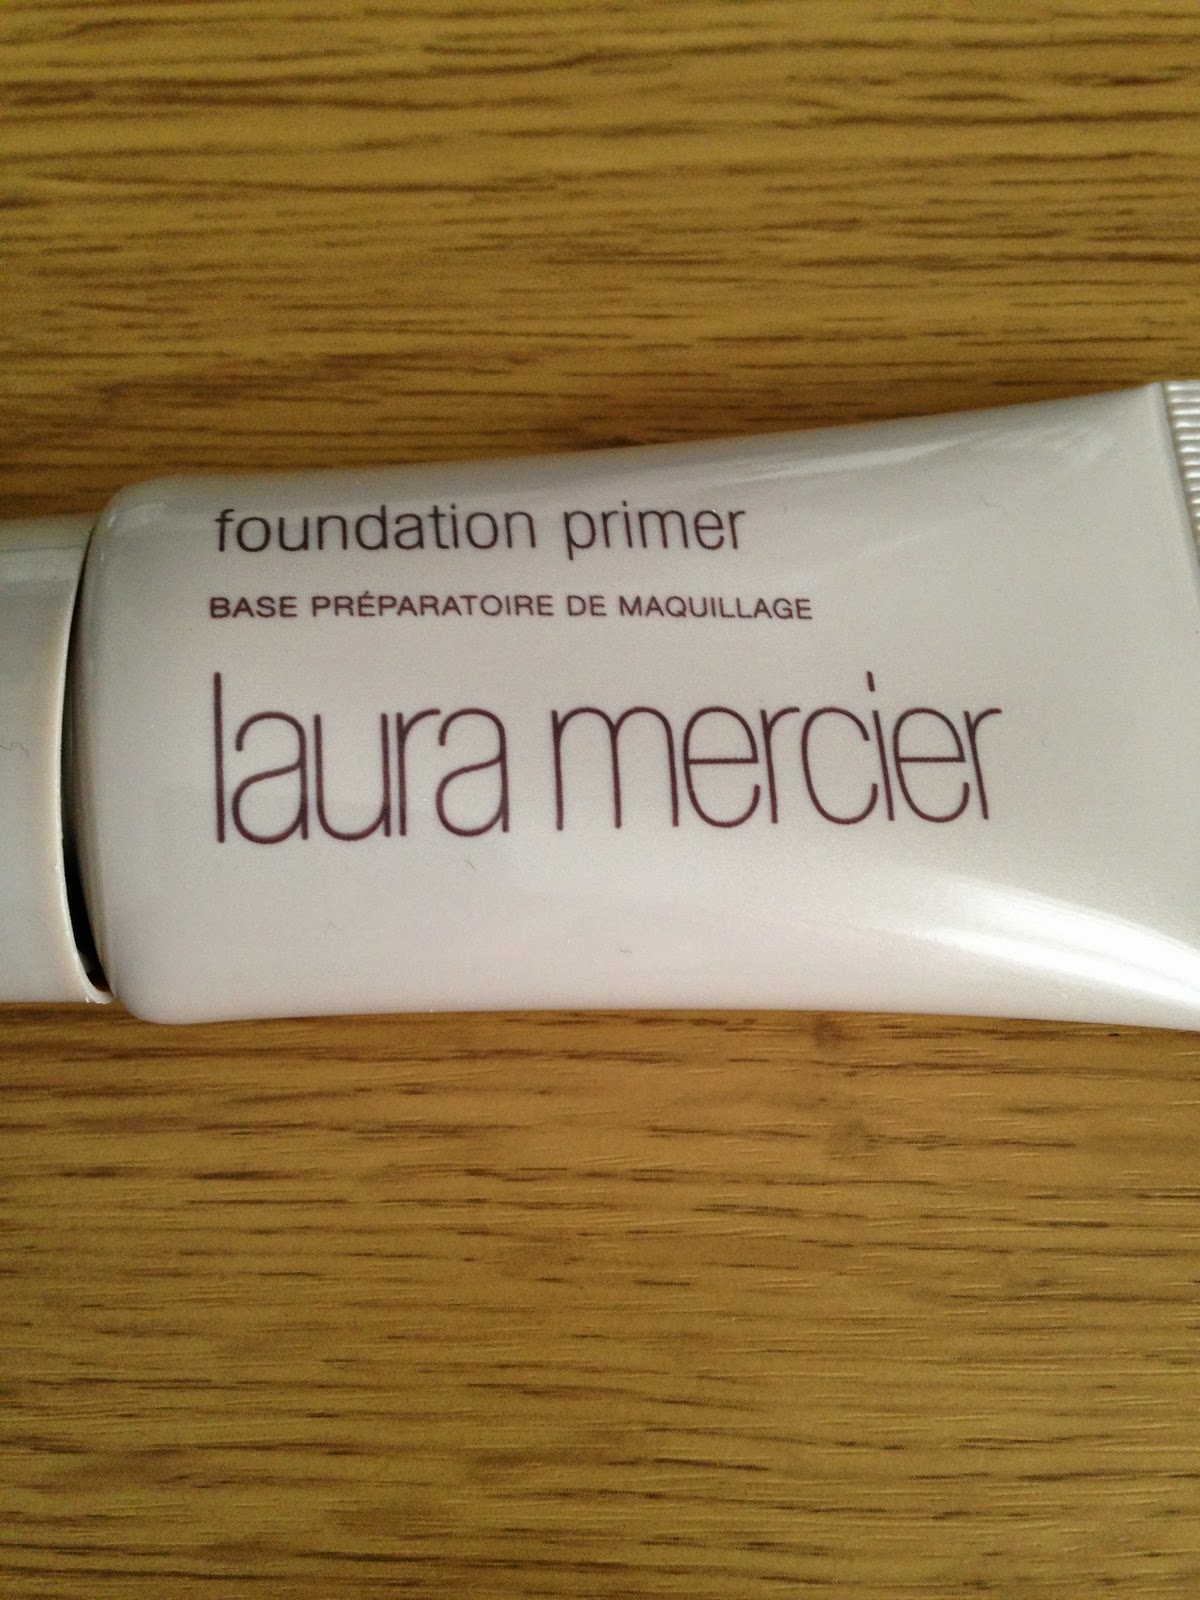 foundation primer
BASE PRÉPARATOIRE DE MAQUILLAGE
laura mercier